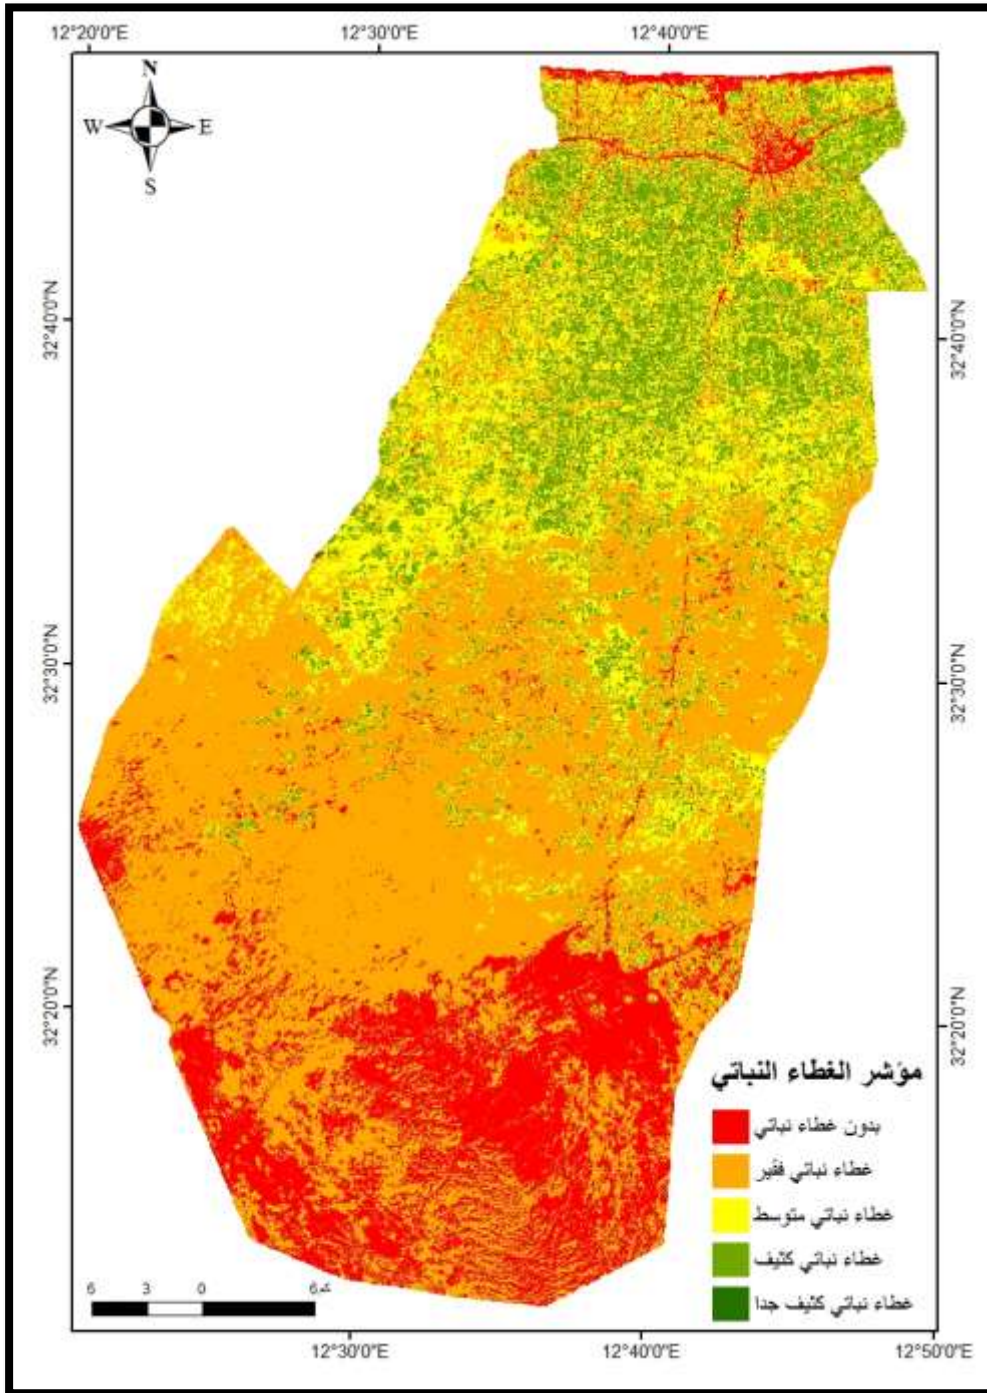 12°20'0"E 12°30'0"E 12°40'0"E
N
W E
S
32°40'0"N 32°40'0"N
32°30'0"N 32°30'0"N
32°20'0"N 32°20'0"N
مؤشر الغطاء النباتي
بدون غطاء نباتي
غطاء نباتي فقير
غطاء نباتي متوسط
غطاء نباتي كثيف
غطاء نباتي كثيف جدا
6 3 0 6كم
12°30'0"E 12°40'0"E 12°50'0"E